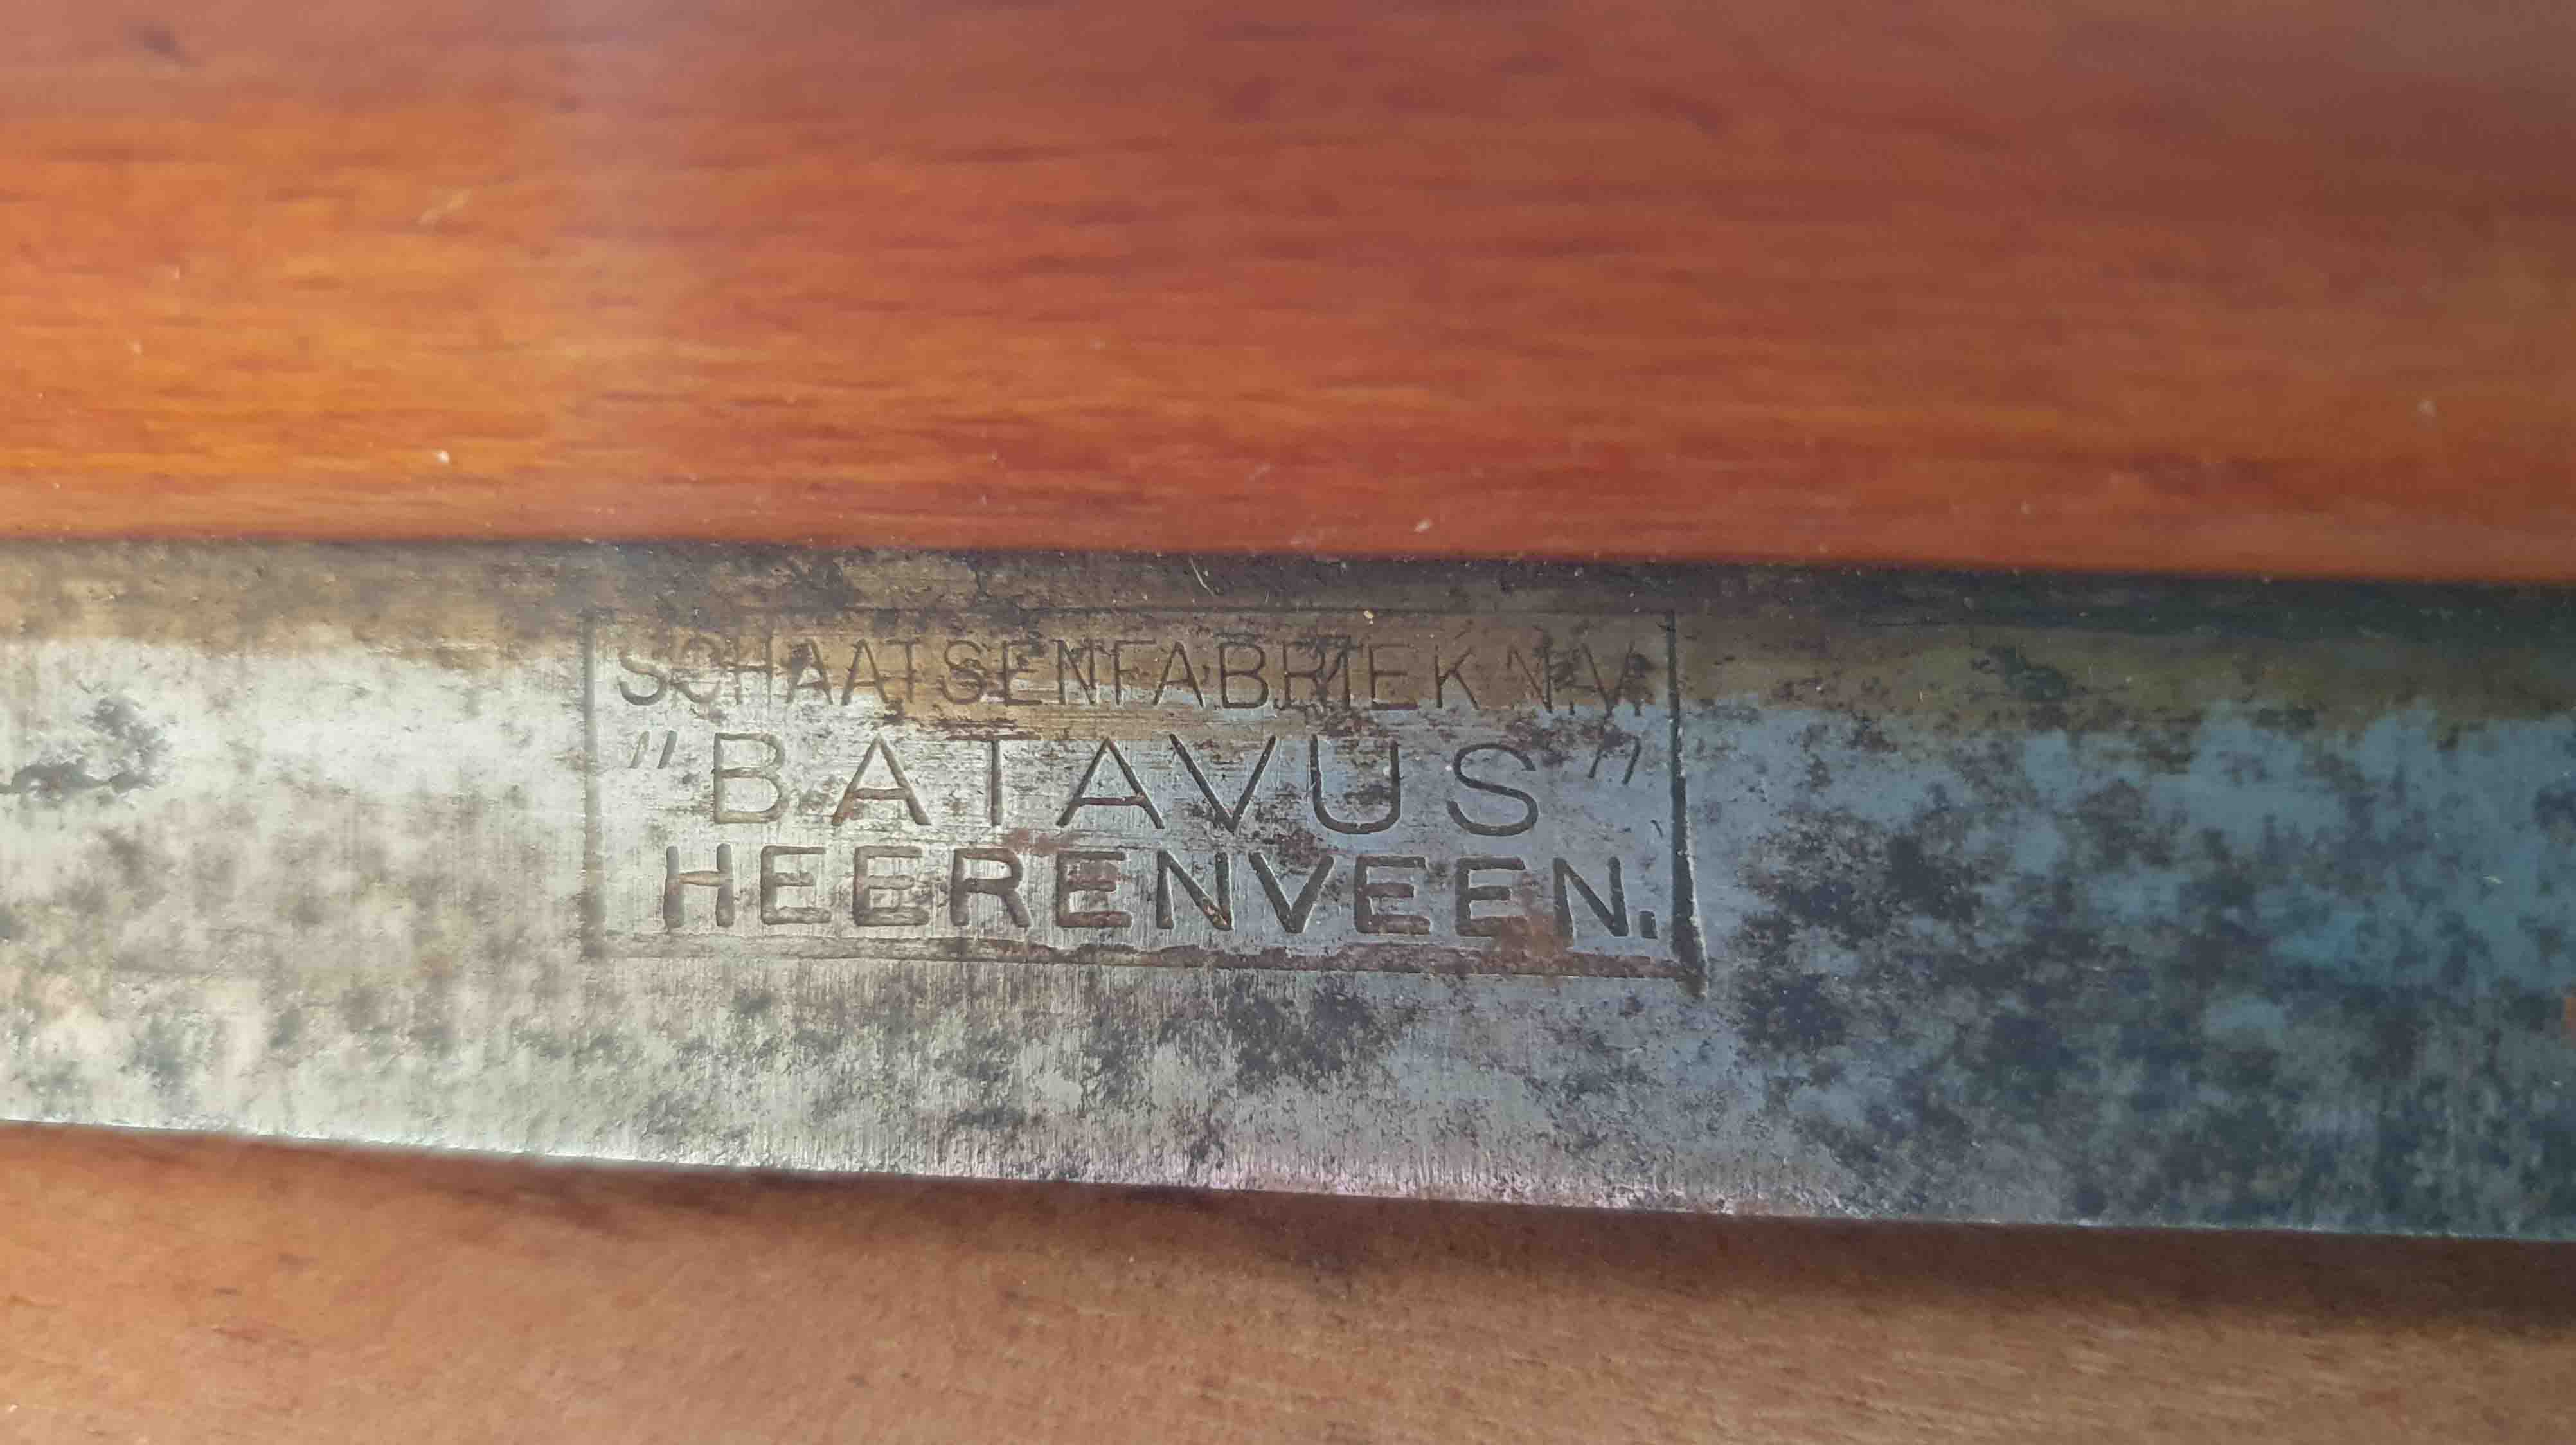 SCHAATSENFABRIEK N.V.
"BATAVUS"
HEERENVEEN.